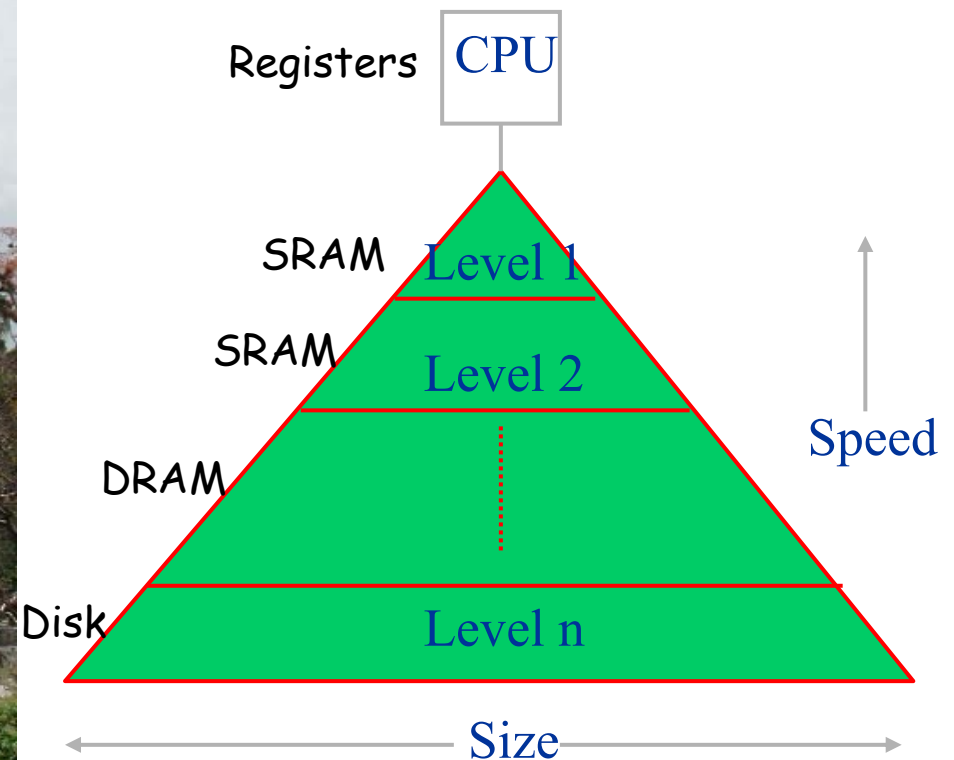 Registers
CPU
SRAM
Level 1
SRAM
Level 2
DRAM
Speed
Disk
Level n
Size